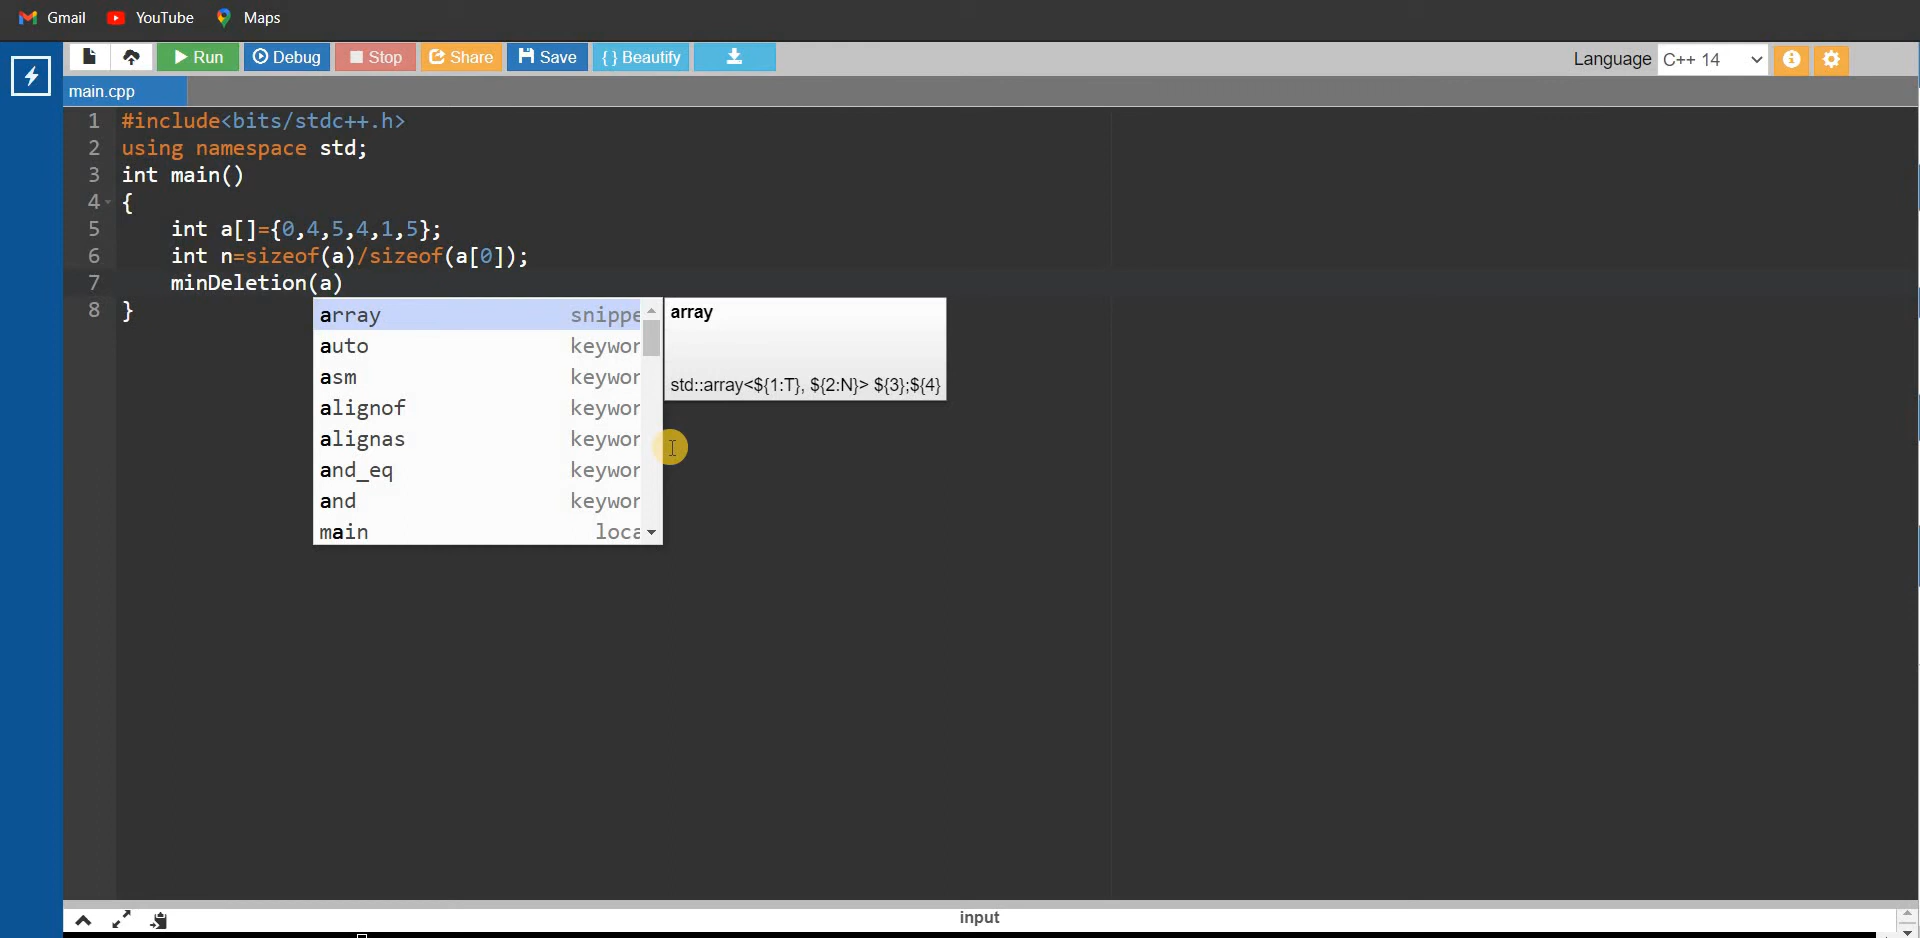 Gmail YouTube Maps
Run Debug Stop Share Save { } Beautify Language C++ 14
main.cpp
1 #include<bits/stdc++.h>
2 using namespace std;
3 int main()
4 {
5 int a[]={0,4,5,4,1,5};
6 int n=sizeof(a)/sizeof(a[0]);
7 minDeletion(a)
8 }
array snippe
auto keywor
asm keywor
alignof keywor
alignas keywor
and_eq keywor
and keywor
main loca
array
std::array<${1:T}, ${2:N}> ${3};${4}
input